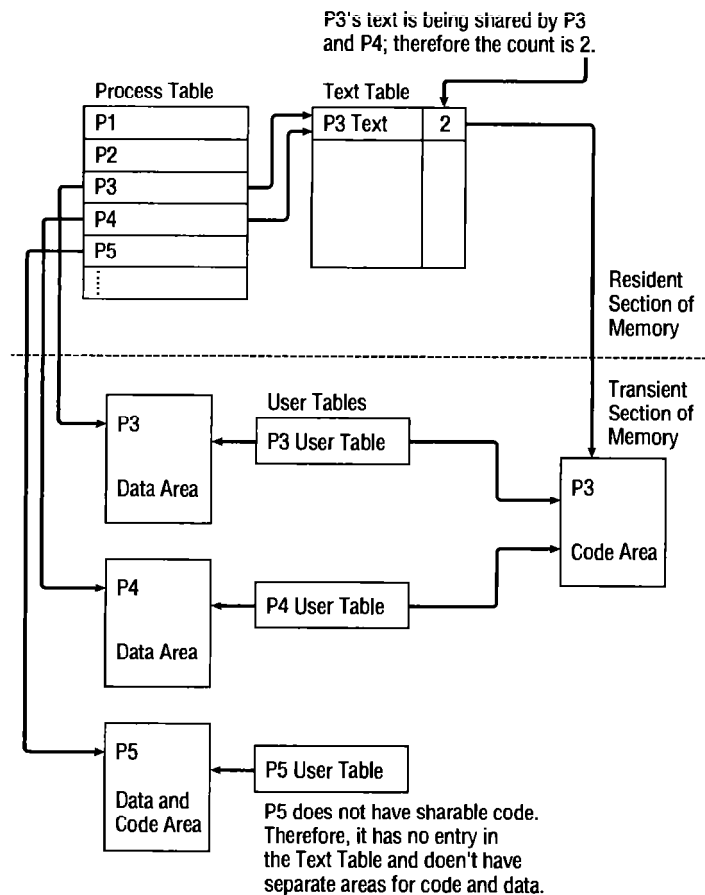 P3's text is being shared by P3
and P4; therefore the count is 2.
Process Table
Text Table
P1
P2
P3
P4
P5
P3 Text
2
Resident
Section of
Memory
Transient
Section of
Memory
User Tables
P3
Data Area
P3 User Table
P3
Code Area
P4
Data Area
P4 User Table
P5
Data and
Code Area
P5 User Table
P5 does not have sharable code.
Therefore, it has no entry in
the Text Table and doen't have
separate areas for code and data.